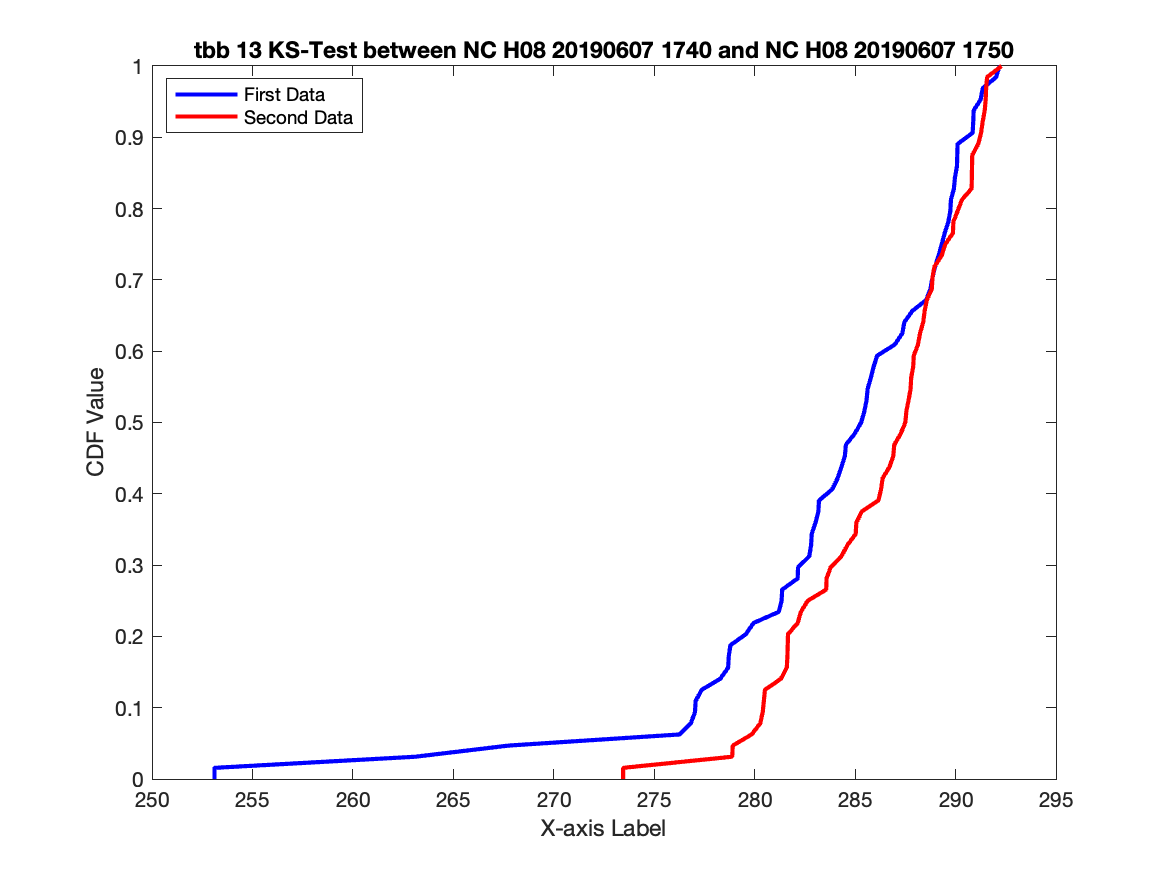 tbb 13 KS-Test between NC H08 20190607 1740 and NC H08 20190607 1750
First Data
Second Data
1
0.9
0.8
0.7
0.6
0.5
0.4
0.3
0.2
0.1
0
CDF Value
250 255 260 265 270 275 280 285 290 295
X-axis Label